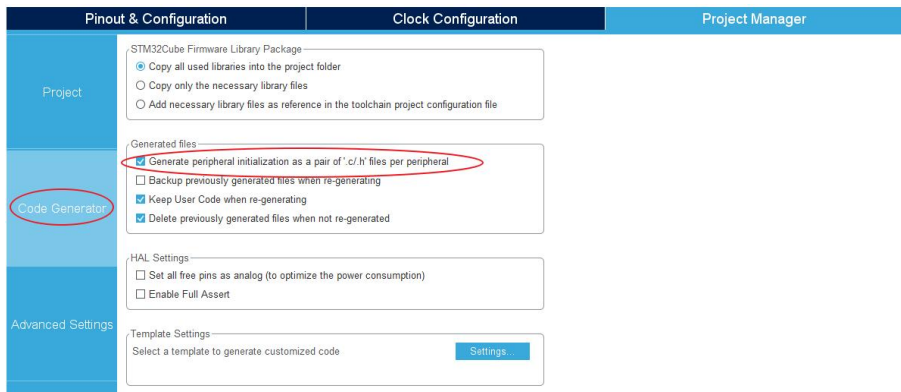 Pinout & Configuration
Clock Configuration
Project Manager
Project
Code Generator
Advanced Settings
STM32Cube Firmware Library Package
Copy all used libraries into the project folder
Copy only the necessary library files
Add necessary library files as reference in the toolchain project configuration file
Generated files
Generate peripheral initialization as a pair of '.c/.h' files per peripheral
Backup previously generated files when re-generating
Keep User Code when re-generating
Delete previously generated files when not re-generated
HAL Settings
Set all free pins as analog (to optimize the power consumption)
Enable Full Assert
Template Settings
Select a template to generate customized code
Settings...